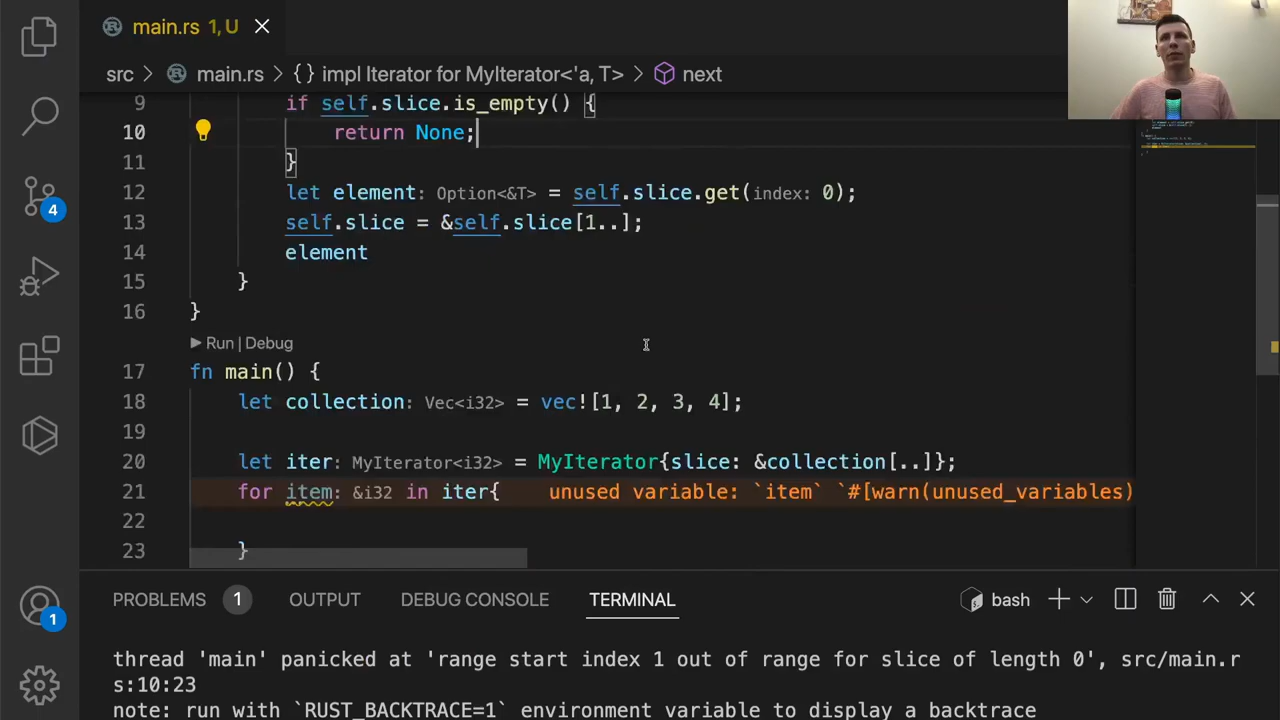 main.rs 1, U
src > main.rs > {} impl Iterator for MyIterator<'a, T> > next
9 if self.slice.is_empty() {
10 return None;
11 }
12 let element: Option<&T> = self.slice.get(index: 0);
13 self.slice = &self.slice[1..];
14 element
15 }
16 }
Run | Debug
17 fn main() {
18 let collection: Vec<i32> = vec![1, 2, 3, 4];
19
20 let iter: MyIterator<i32> = MyIterator{slice: &collection[..]};
21 for item: &i32 in iter{ unused variable: `item` `#[warn(unused_variables)
22
23 }
4
1
PROBLEMS 1 OUTPUT DEBUG CONSOLE TERMINAL bash
thread 'main' panicked at 'range start index 1 out of range for slice of length 0', src/main.r
s:10:23
note: run with `RUST_BACKTRACE=1` environment variable to display a backtrace